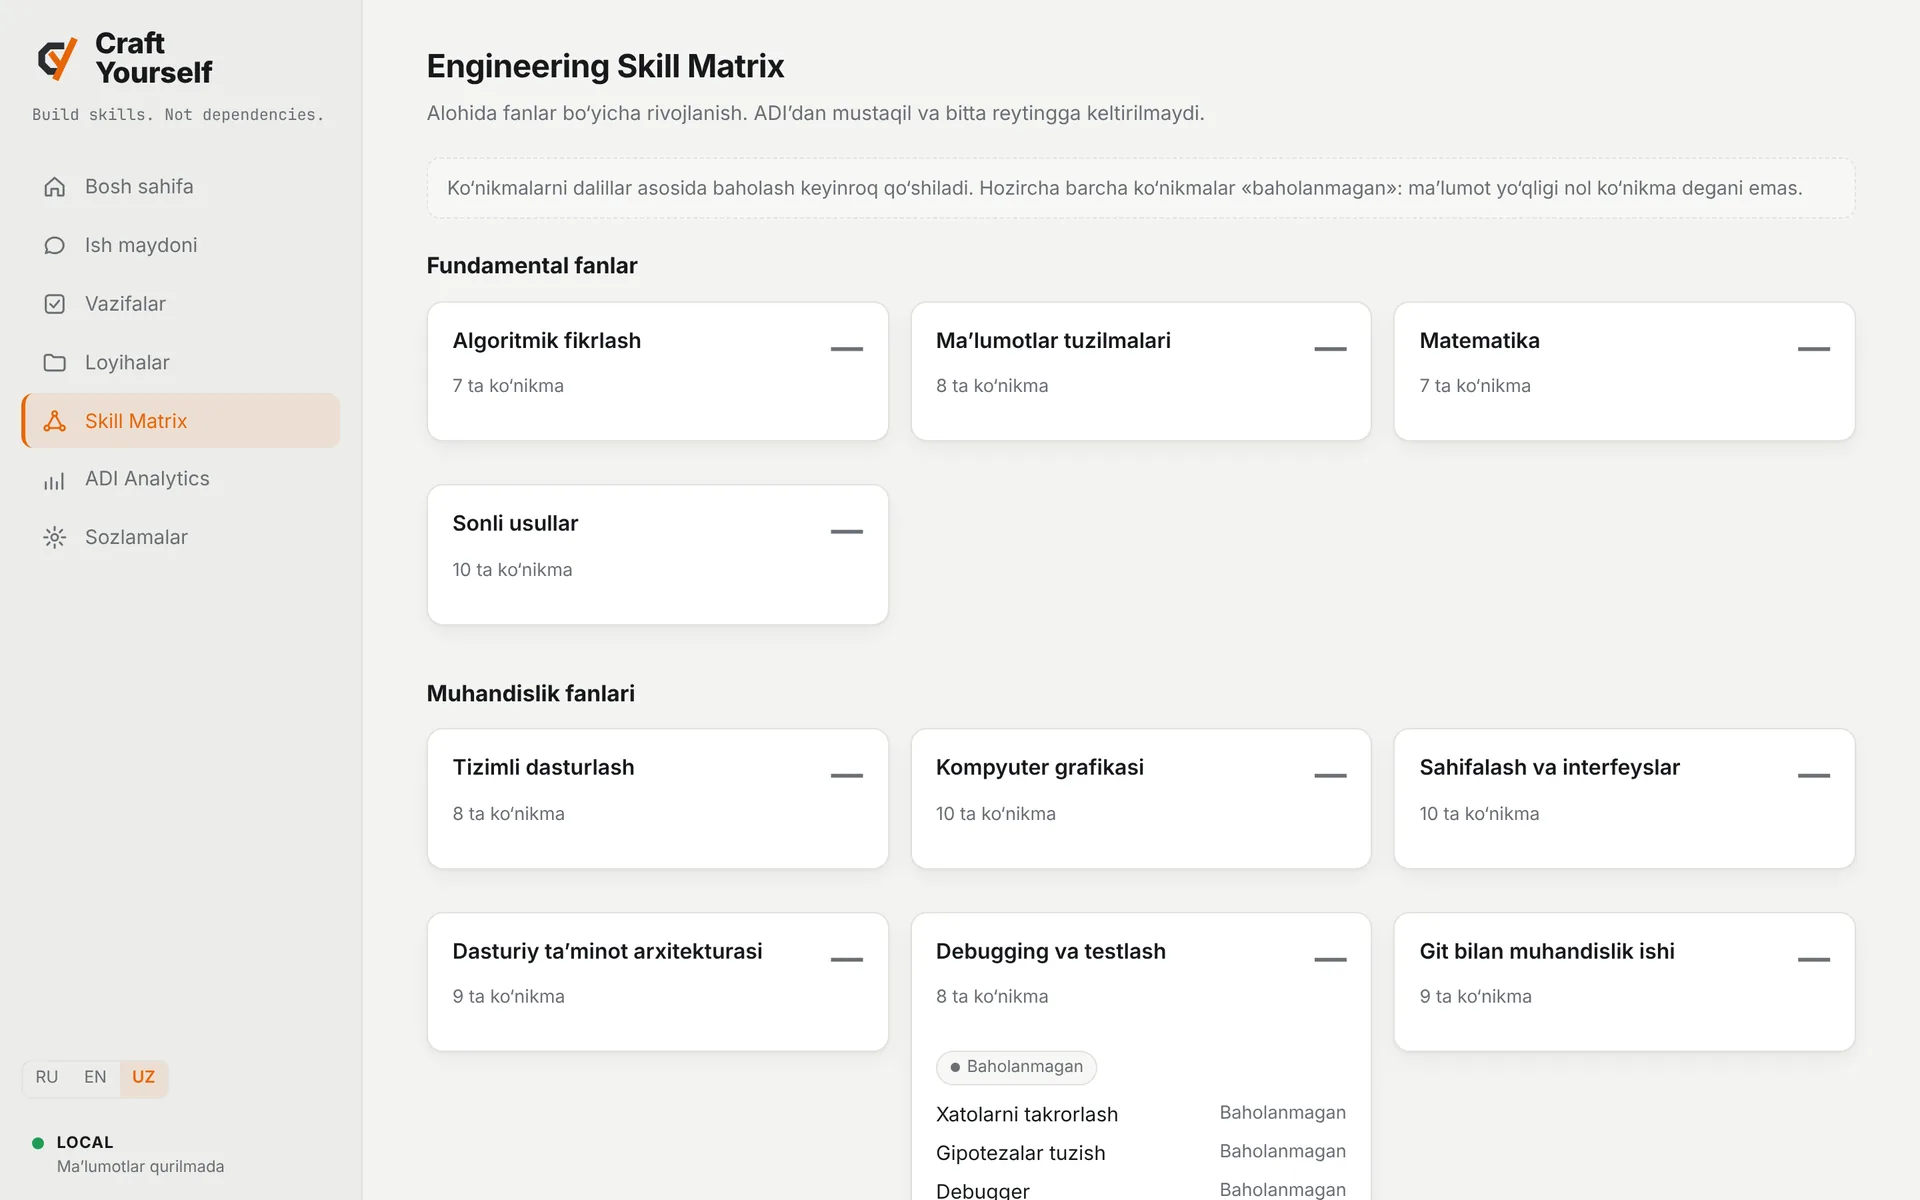 Craft
Yourself
Build skills. Not dependencies.
Bosh sahifa
Ish maydoni
Vazifalar
Loyihalar
Skill Matrix
ADI Analytics
Sozlamalar
RU EN UZ
LOCAL
Ma’lumotlar qurilmada
Engineering Skill Matrix
Alohida fanlar bo‘yicha rivojlanish. ADI’dan mustaqil va bitta reytingga keltirilmaydi.
Ko‘nikmalarni dalillar asosida baholash keyinroq qo‘shiladi. Hozircha barcha ko‘nikmalar «baholanmagan»: ma’lumot yo‘qligi nol ko‘nikma degani emas.
Fundamental fanlar
Algoritmik fikrlash —
7 ta ko‘nikma
Ma’lumotlar tuzilmalari —
8 ta ko‘nikma
Matematika —
7 ta ko‘nikma
Sonli usullar —
10 ta ko‘nikma
Muhandislik fanlari
Tizimli dasturlash —
8 ta ko‘nikma
Kompyuter grafikasi —
10 ta ko‘nikma
Sahifalash va interfeyslar —
10 ta ko‘nikma
Dasturiy ta’minot arxitekturasi —
9 ta ko‘nikma
Debugging va testlash —
8 ta ko‘nikma
Baholanmagan
Xatolarni takrorlash Baholanmagan
Gipotezalar tuzish Baholanmagan
Debugger Baholanmagan
Git bilan muhandislik ishi —
9 ta ko‘nikma